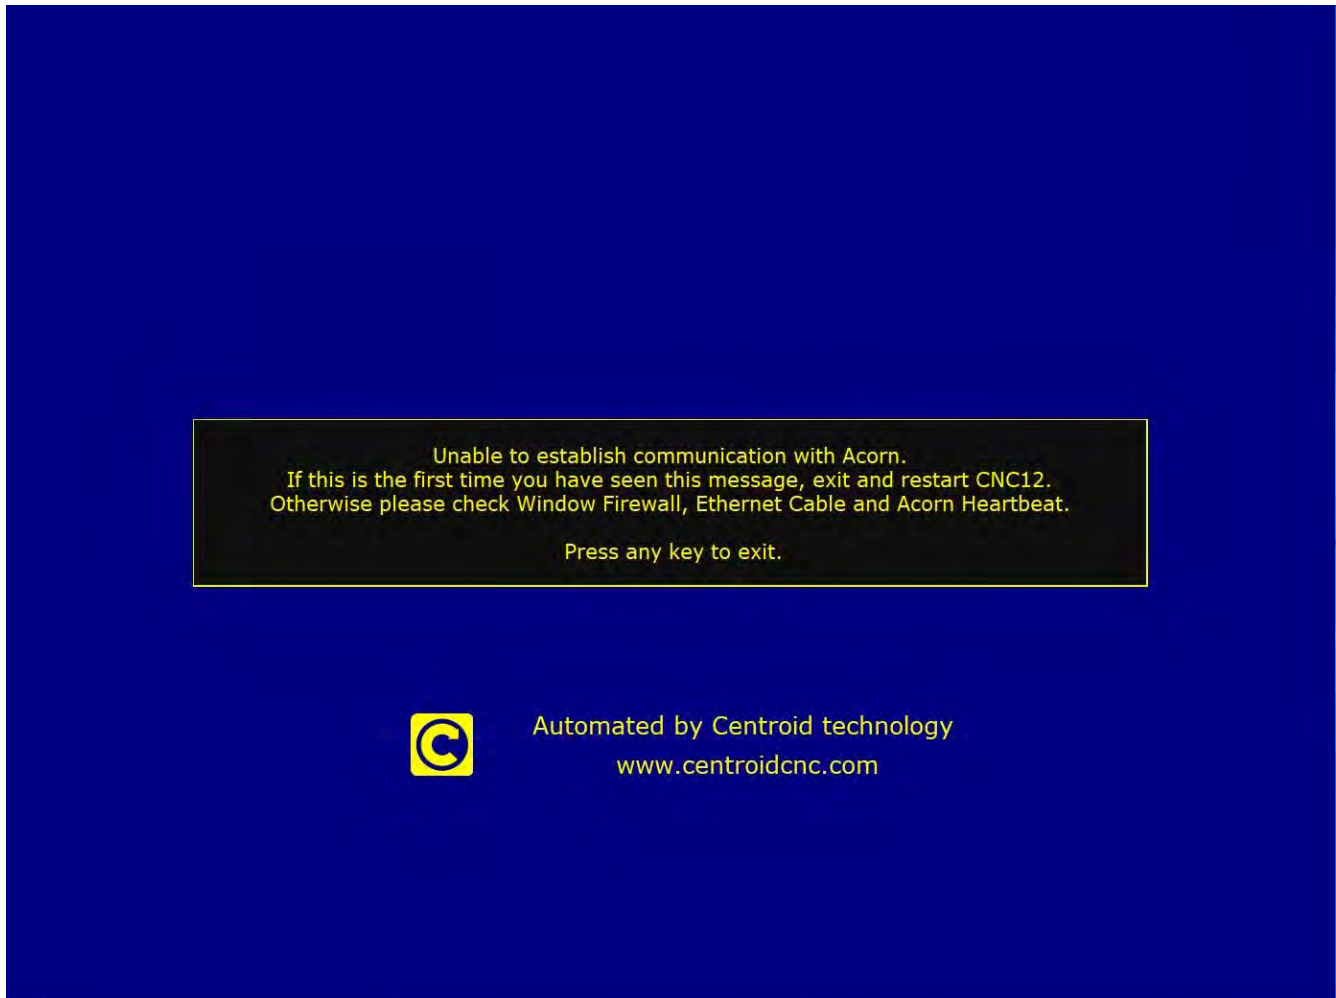 Unable to establish communication with Acorn.
If this is the first time you have seen this message, exit and restart CNC12.
Otherwise please check Window Firewall, Ethernet Cable and Acorn Heartbeat.
Press any key to exit.
C
Automated by Centroid technology
www.centroidcnc.com